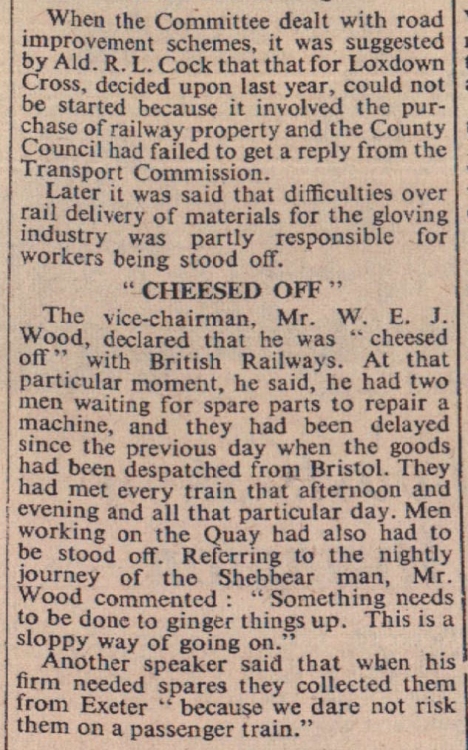 When the Committee dealt with road
improvement schemes, it was suggested
by Ald. R. L. Cock that that for Loxdown
Cross, decided upon last year, could not
be started because it involved the pur-
chase of railway property and the County
Council had failed to get a reply from the
Transport Commission.
Later it was said that difficulties over
rail delivery of materials for the gloving
industry was partly responsible for
workers being stood off.
“ CHEESED OFF ”
The vice-chairman, Mr. W. E. J.
Wood, declared that he was “ cheesed
off ” with British Railways. At that
particular moment, he said, he had two
men waiting for spare parts to repair a
machine, and they had been delayed
since the previous day when the goods
had been despatched from Bristol. They
had met every train that afternoon and
evening and all that particular day. Men
working on the Quay had also had to
be stood off. Referring to the nightly
journey of the Shebbear man, Mr.
Wood commented : “ Something needs
to be done to ginger things up. This is a
sloppy way of going on.”
Another speaker said that when his
firm needed spares they collected them
from Exeter “ because we dare not risk
them on a passenger train.”